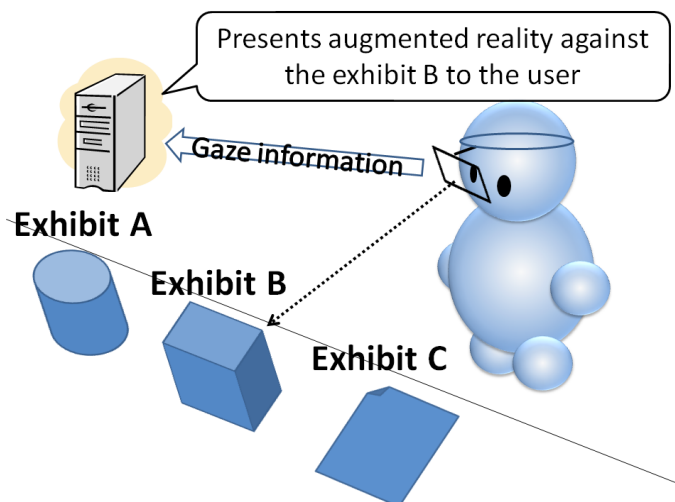 Presents augmented reality against
the exhibit B to the user
Gaze information
Exhibit A
Exhibit B
Exhibit C